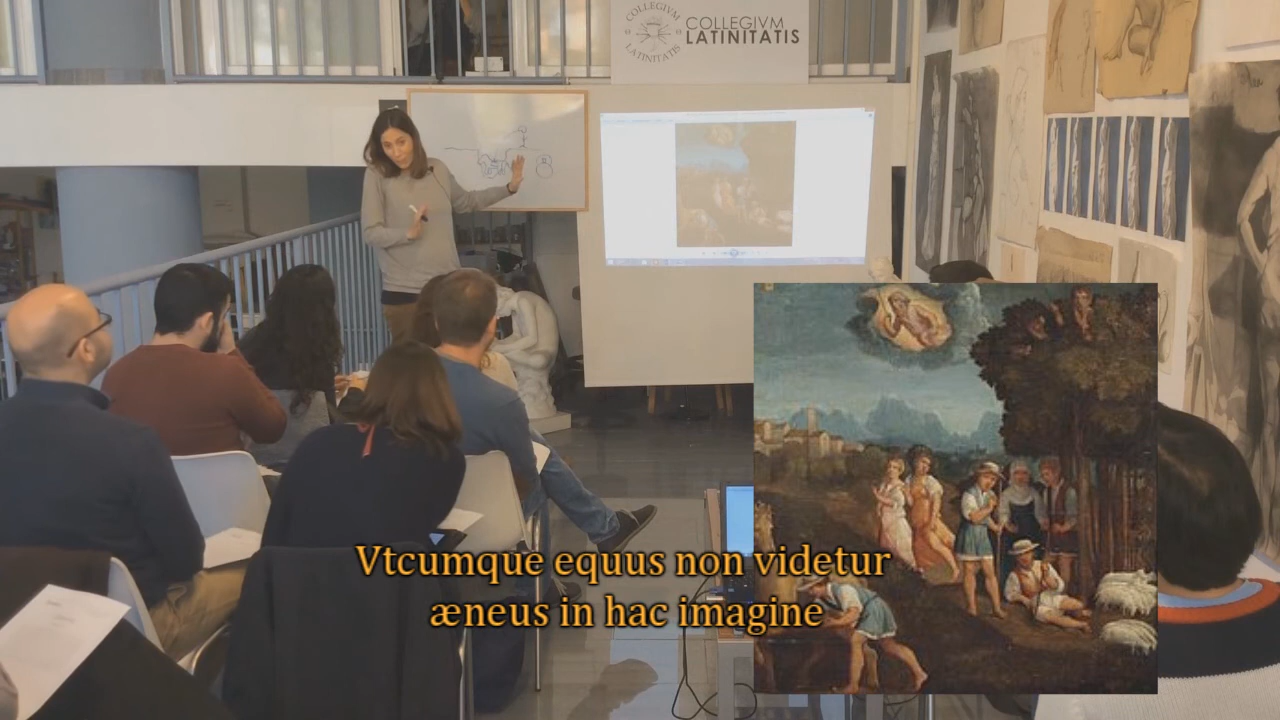 COLLEGIVM
LATINITATIS
COLLEGIVM
LATINITATIS
Vtcumque equus non videtur
æneus in hac imagine